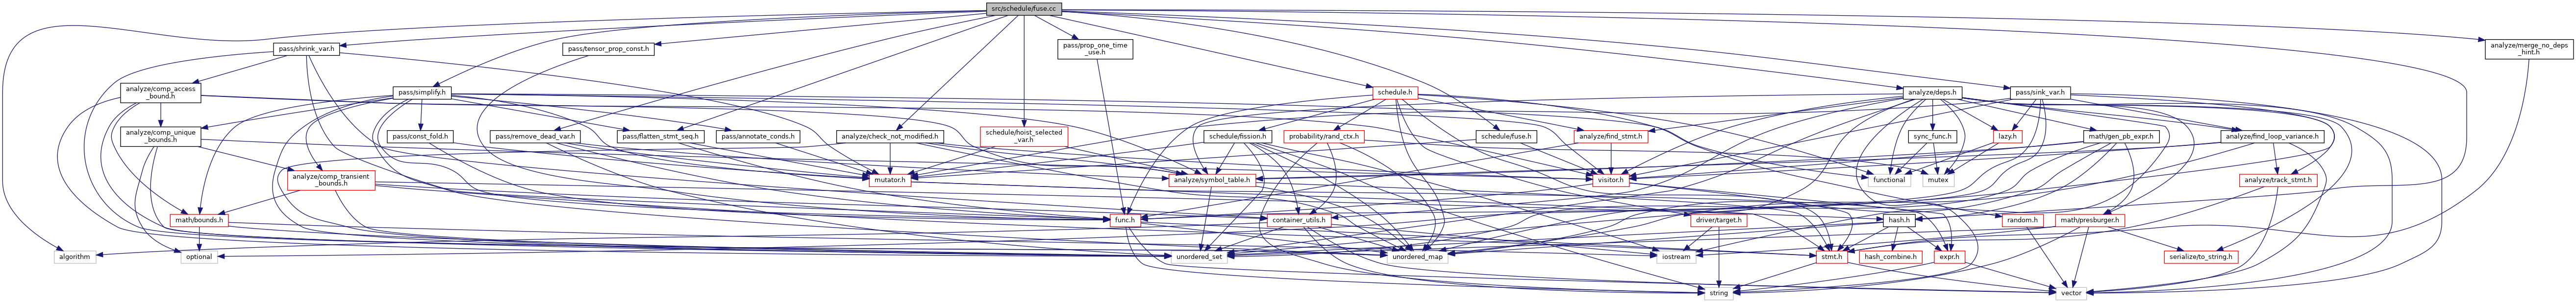 src/schedule/fuse.cc
pass/shrink_var.h
pass/tensor_prop_const.h
pass/prop_one_time
_use.h
analyze/merge_no_deps
_hint.h
analyze/comp_access
_bound.h
pass/simplify.h
schedule.h
analyze/deps.h
pass/sink_var.h
analyze/comp_unique
_bounds.h
pass/const_fold.h
pass/remove_dead_var.h
pass/flatten_stmt_seq.h
pass/annotate_conds.h
analyze/check_not_modified.h
schedule/hoist_selected
_var.h
schedule/fission.h
probability/rand_ctx.h
schedule/fuse.h
analyze/find_stmt.h
sync_func.h
lazy.h
math/gen_pb_expr.h
analyze/find_loop_variance.h
analyze/comp_transient
_bounds.h
mutator.h
analyze/symbol_table.h
visitor.h
functional
mutex
analyze/track_stmt.h
math/bounds.h
func.h
container_utils.h
driver/target.h
hash.h
random.h
math/presburger.h
algorithm
optional
unordered_set
unordered_map
iostream
stmt.h
hash_combine.h
expr.h
serialize/to_string.h
string
vector